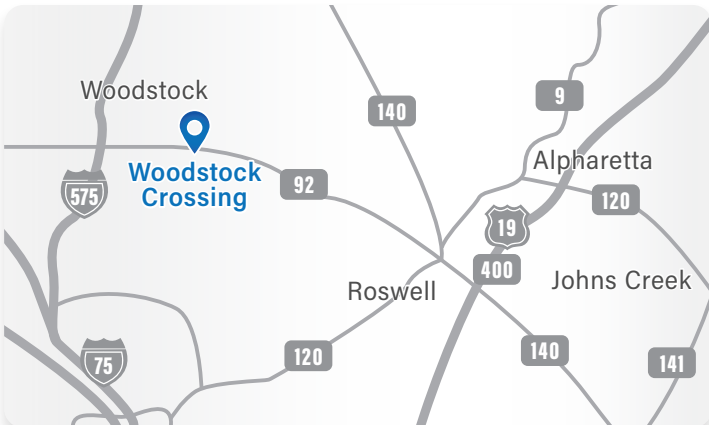 Woodstock
9
140
Woodstock
Crossing
Alpharetta
92
575
120
19
400
Johns Creek
Roswell
140
120
75
141